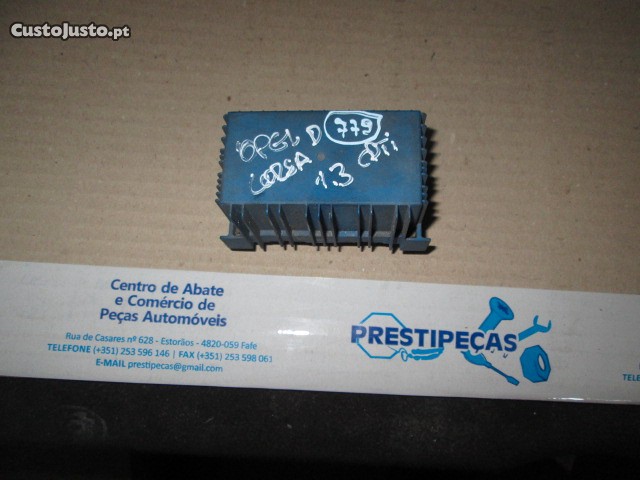 CustoJusto.pt
OPEL D 779
CORSA CDTi
1.3
Centro de Abate
e Comércio de
Peças Automóveis
Rua de Casares nº 628 - Estorãos - 4820-059 Fafe
TELEFONE (+351) 253 596 146 | FAX (+351) 253 598 061
E-MAIL prestipecas@gmail.com
PRESTIPEÇAS
TELE